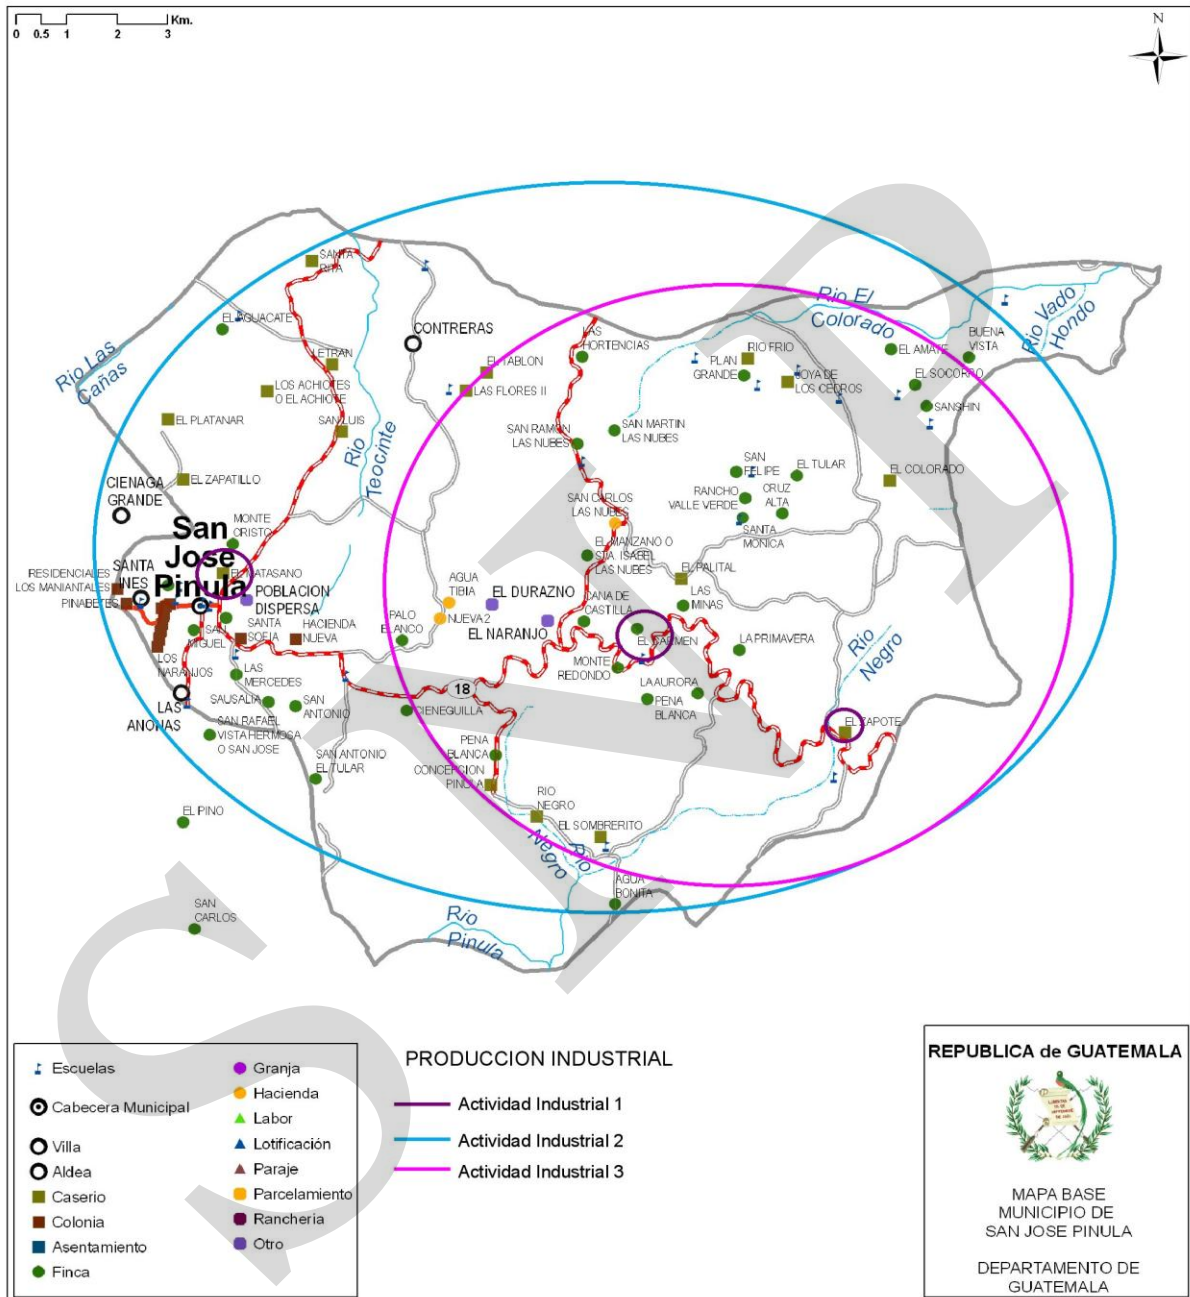 Km.
0 0.5 1 2 3
N
SANTA
RITA
Rio El
Colorado
Rio Vado
Hondo
EL AGUACATE
CONTRERAS
LAS
HORTENCIAS
BUENA
VISTA
Rio Las
Cañas
LETRAN
EL TABLON
RIO FRIO
EL AMATE
PLAN
GRANDE
JOYA DE
LOS CEDROS
EL SOCORRO
LOS ACHIOTES
O EL ACHIOTE
LAS FLORES II
SANSHIN
EL PLATANAR
SAN LUIS
SAN RAMON
LAS NUBES
SAN MARTIN
LAS NUBES
Rio
Teocinte
EL ZAPATILLO
CIENAGA
GRANDE
SAN
FELIPE
EL TULAR
EL COLORADO
RANCHO
VALLE VERDE
CRUZ
ALTA
SAN CARLOS
LAS NUBES
SANTA
MONICA
MONTE
CRISTO
San
Jose
Pinula
SANTA
INES
EL MATASANO
EL MANZANO O
STA. ISABEL
LAS NUBES
EL PALITAL
RESIDENCIALES
LOS MANIANTALES
PINABETES
POBLACION
DISPERSA
AGUA
TIBIA
NUEVA 2
EL DURAZNO
CANA DE
CASTILLA
LAS
MINAS
EL NARANJO
SAN
MIGUEL
SANTA
SOFIA
HACIENDA
NUEVA
PALO
BLANCO
EL CARMEN
LA PRIMAVERA
Rio
Negro
LOS
NARANJOS
LAS
MERCEDES
MONTE
REDONDO
LA AURORA
PENA
BLANCA
18
LAS
ANONAS
SAUSALIA
SAN
ANTONIO
CIENEGUILLA
EL ZAPOTE
SAN RAFAEL
VISTA HERMOSA
O SAN JOSE
SAN ANTONIO
EL TULAR
PENA
BLANCA
CONCEPCION
PINULA
RIO
NEGRO
EL SOMBRERITO
EL PINO
Rio
Negro
AGUA
BONITA
SAN
CARLOS
Rio
Pinula
Escuelas
Cabecera Municipal
Villa
Aldea
Caserio
Colonia
Asentamiento
Finca
Granja
Hacienda
Labor
Lotificación
Paraje
Parcelamiento
Rancheria
Otro
PRODUCCION INDUSTRIAL
Actividad Industrial 1
Actividad Industrial 2
Actividad Industrial 3
REPUBLICA de GUATEMALA
MAPA BASE
MUNICIPIO DE
SAN JOSE PINULA
DEPARTAMENTO DE
GUATEMALA